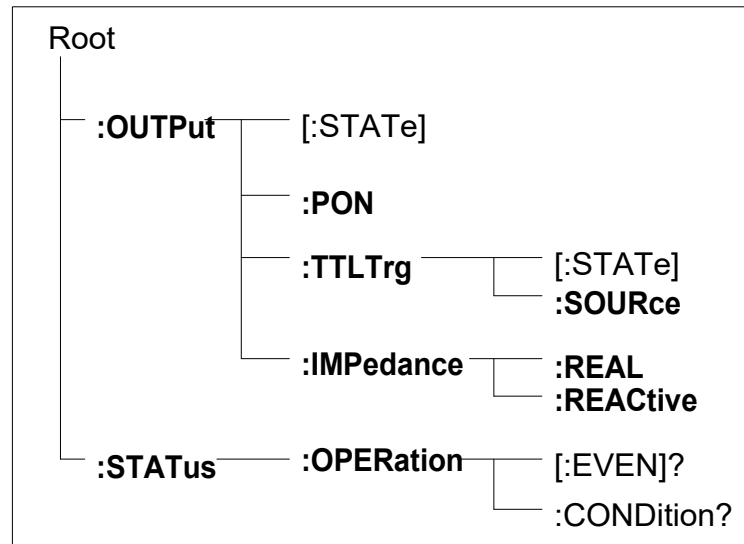 Root
:OUTPut [:STATe]
:PON
:TTLTrg [:STATe]
:SOURce
:IMPedance :REAL
:REACtive
:STATus :OPERation [:EVEN]?
:CONDition?